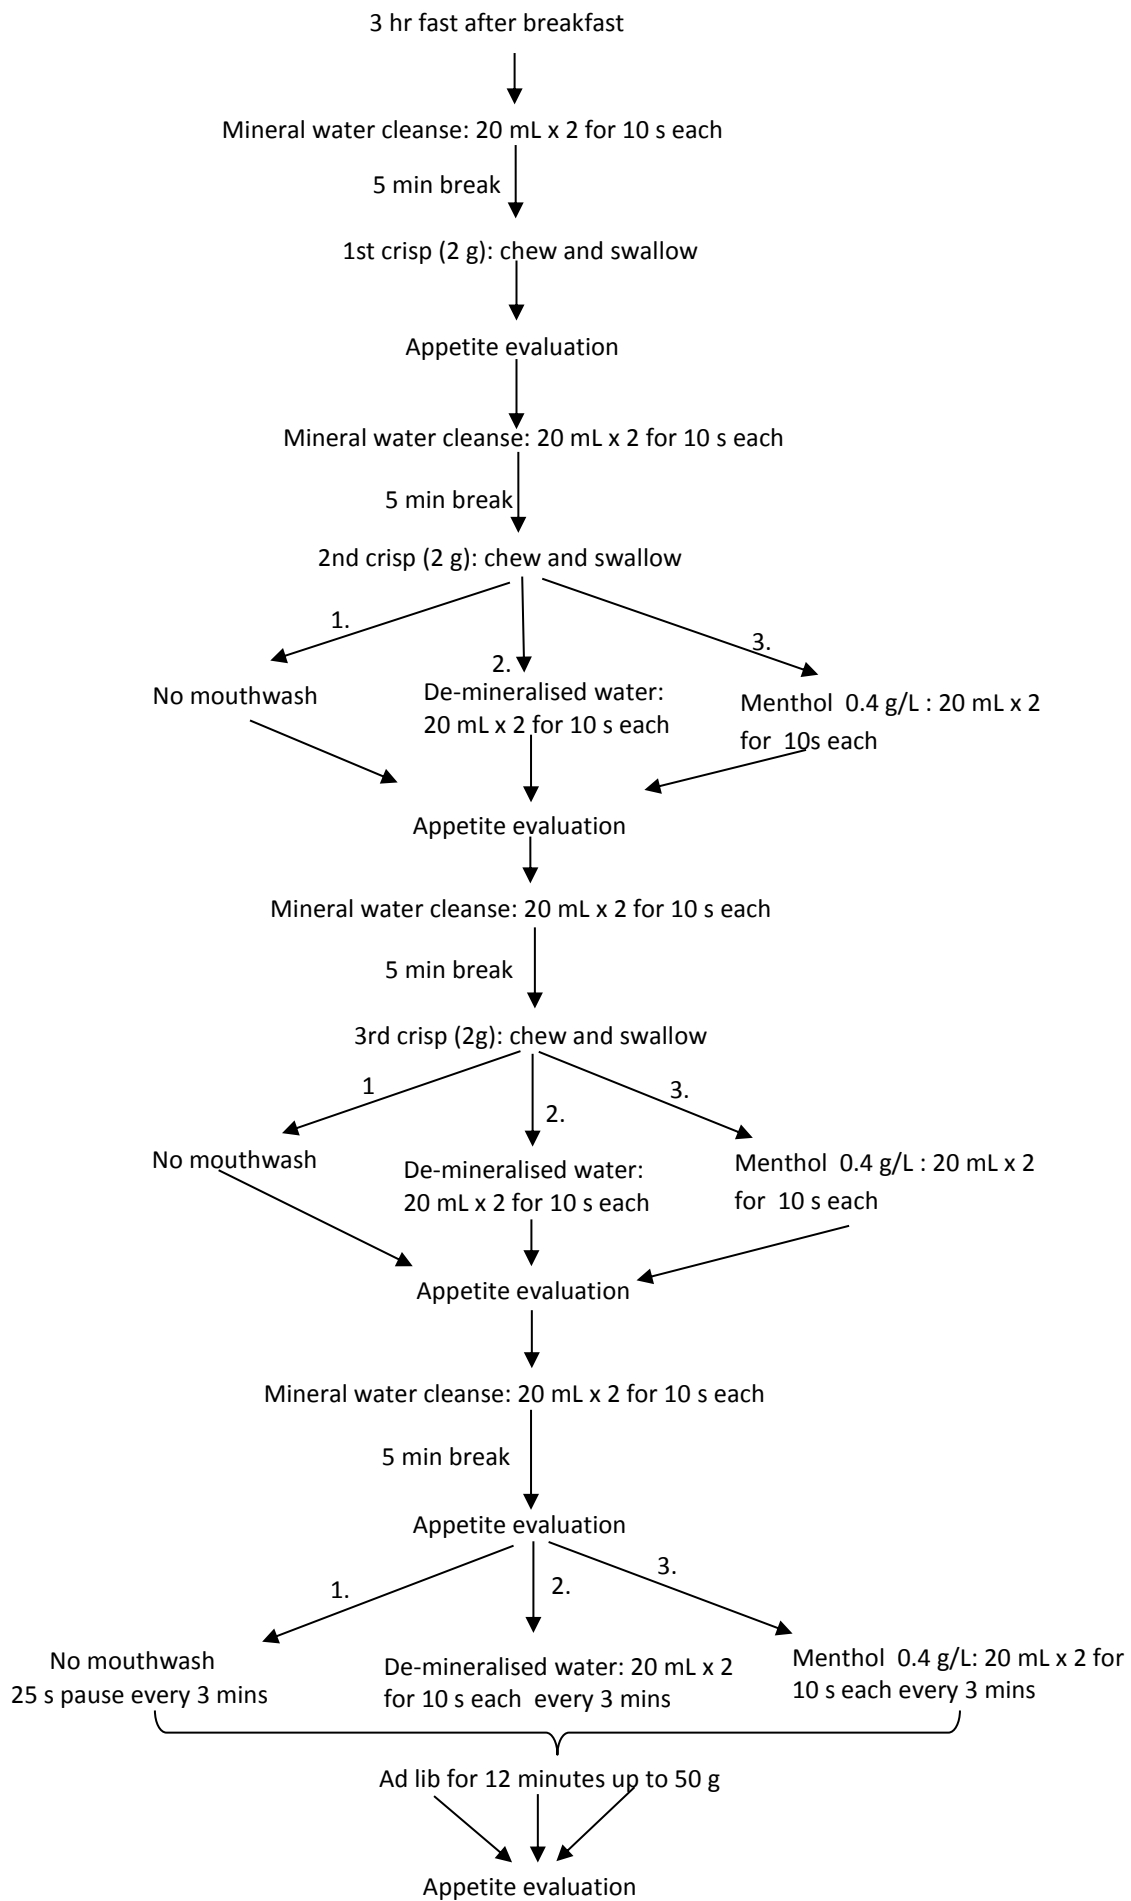 3 hr fast after breakfast
Mineral water cleanse: 20 mL x 2 for 10 s each
5 min break
1st crisp (2 g): chew and swallow
Appetite evaluation
Mineral water cleanse: 20 mL x 2 for 10 s each
5 min break
2nd crisp (2 g): chew and swallow
1.
2.
3.
No mouthwash
De-mineralised water:
20 mL x 2 for 10 s each
Menthol 0.4 g/L : 20 mL x 2
for 10s each
Appetite evaluation
Mineral water cleanse: 20 mL x 2 for 10 s each
5 min break
3rd crisp (2g): chew and swallow
1
2.
3.
No mouthwash
De-mineralised water:
20 mL x 2 for 10 s each
Menthol 0.4 g/L : 20 mL x 2
for 10 s each
Appetite evaluation
Mineral water cleanse: 20 mL x 2 for 10 s each
5 min break
Appetite evaluation
1.
2.
3.
No mouthwash
25 s pause every 3 mins
De-mineralised water: 20 mL x 2
for 10 s each every 3 mins
Menthol 0.4 g/L: 20 mL x 2 for
10 s each every 3 mins
Ad lib for 12 minutes up to 50 g
Appetite evaluation